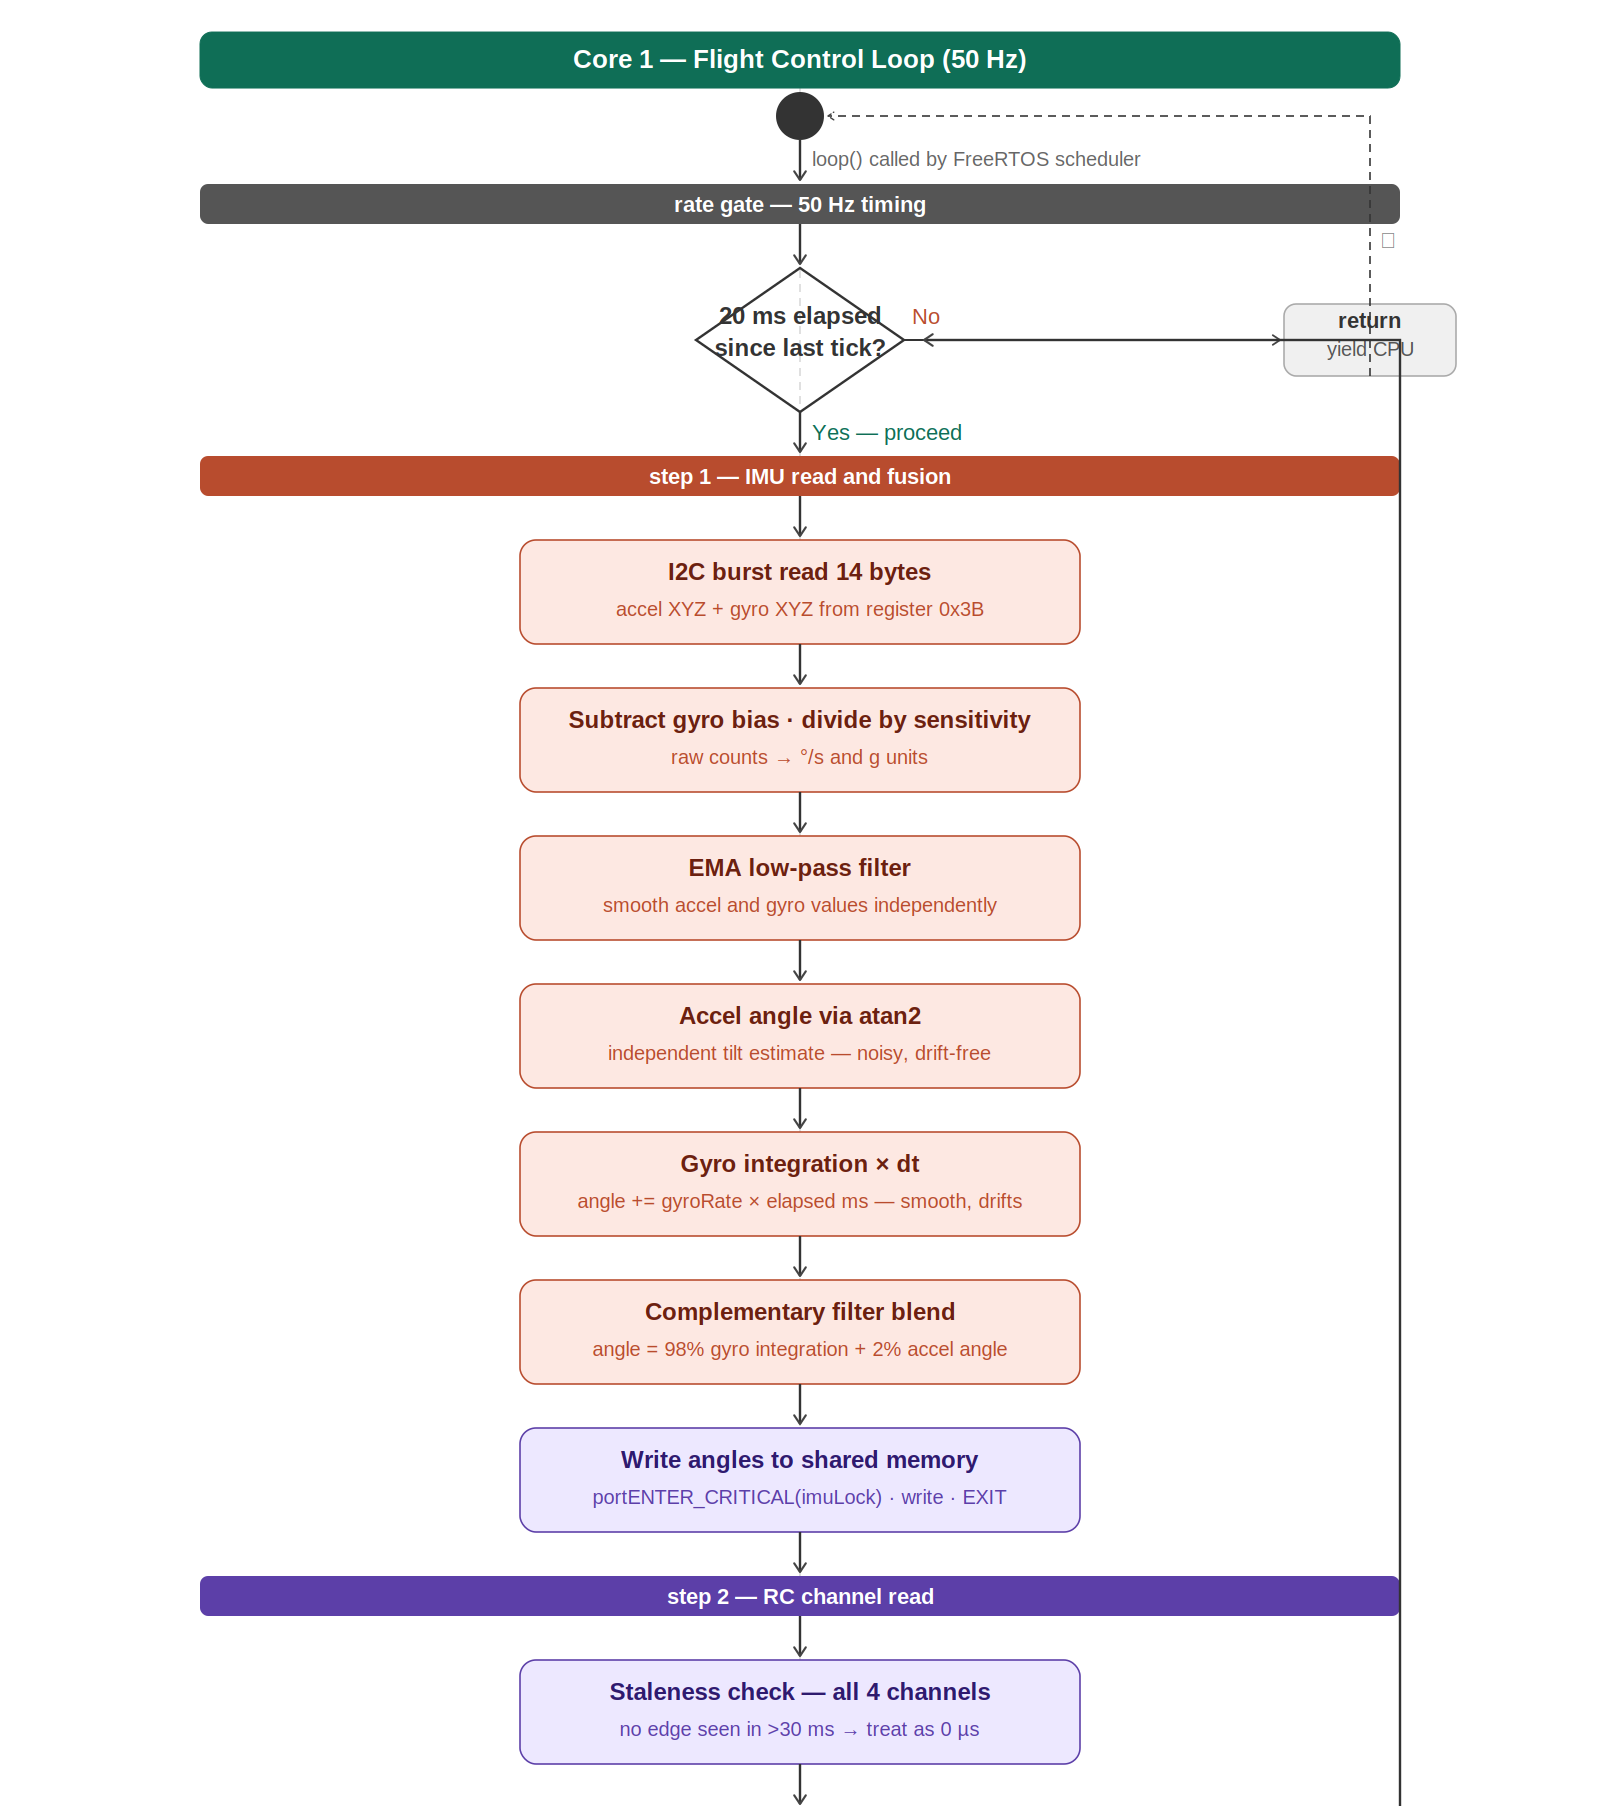 Core 1 — Flight Control Loop (50 Hz)
loop() called by FreeRTOS scheduler
rate gate — 50 Hz timing
20 ms elapsed
since last tick?
No
return
yield CPU
Yes — proceed
step 1 — IMU read and fusion
I2C burst read 14 bytes
accel XYZ + gyro XYZ from register 0x3B
Subtract gyro bias · divide by sensitivity
raw counts → °/s and g units
EMA low-pass filter
smooth accel and gyro values independently
Accel angle via atan2
independent tilt estimate — noisy, drift-free
Gyro integration × dt
angle += gyroRate × elapsed ms — smooth, drifts
Complementary filter blend
angle = 98% gyro integration + 2% accel angle
Write angles to shared memory
portENTER_CRITICAL(imuLock) · write · EXIT
step 2 — RC channel read
Staleness check — all 4 channels
no edge seen in >30 ms → treat as 0 µs